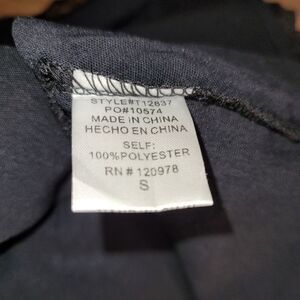 STYLE#T12837
PO#10574
MADE IN CHINA
HECHO EN CHINA
SELF:
100%POLYESTER
RN # 120978
S